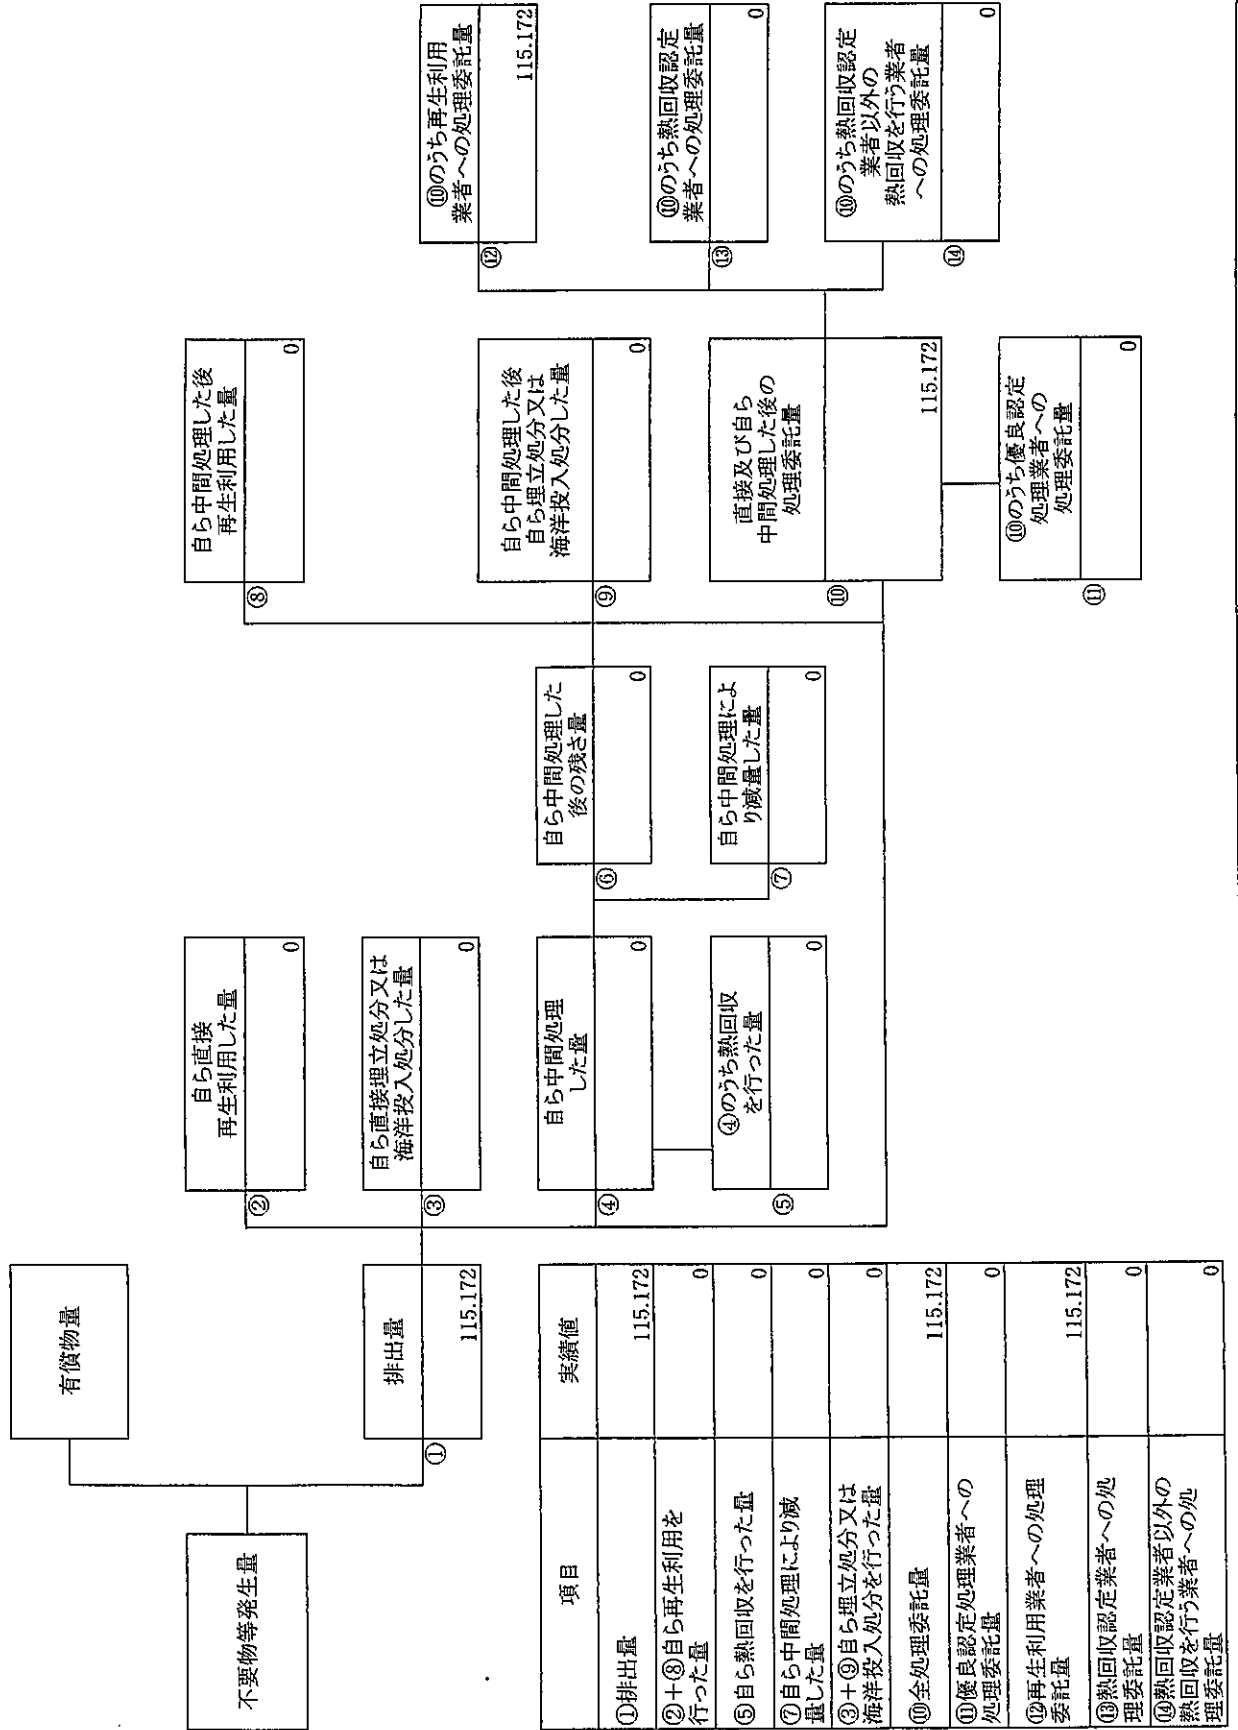 不要物等発生量
有償物量
排出量
①
115.172
自ら直接
再生利用した量
②
0
自ら直接埋立処分又は
海洋投入処分した量
③
0
自ら中間処理
した量
④
0
④のうち熱回収
を行った量
⑤
0
自ら中間処理した
後の残さ量
⑥
0
自ら中間処理によ
り減量した量
⑦
0
自ら中間処理した後
再生利用した量
⑧
0
自ら中間処理した後
自ら埋立処分又は
海洋投入処分した量
⑨
0
直接及び自ら
中間処理した後の
処理委託量
⑩
115.172
⑩のうち優良認定
処理業者への
処理委託量
⑪
0
⑩のうち再生利用
業者への処理委託量
⑫
115.172
⑩のうち熱回収認定
業者への処理委託量
⑬
0
⑩のうち熱回収認定
業者以外の
熱回収を行う業者
への処理委託量
⑭
0
項目
実績値
①排出量
115.172
②+⑧自ら再生利用を
行った量
0
⑤自ら熱回収を行った量
0
⑦自ら中間処理により減
量した量
0
③+⑨自ら埋立処分又は
海洋投入処分を行った量
0
⑩全処理委託量
115.172
⑪優良認定処理業者への
処理委託量
0
⑫再生利用業者への処理
委託量
115.172
⑬熱回収認定業者への処
理委託量
0
⑭熱回収認定業者以外の
熱回収を行う業者への処
理委託量
0